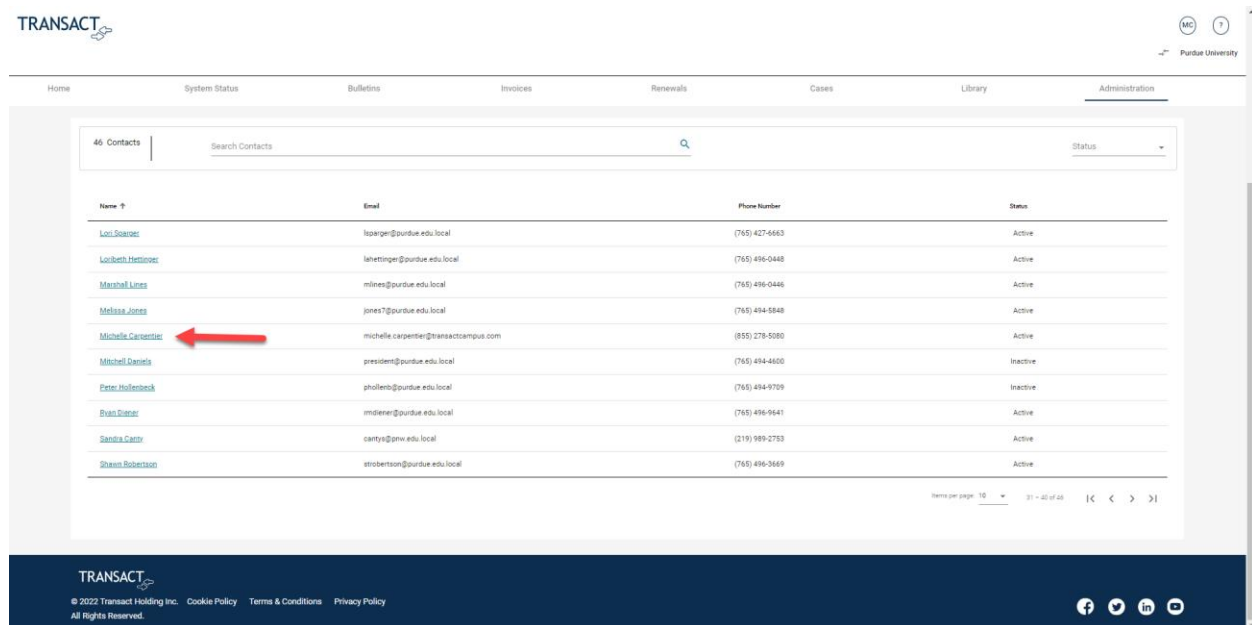 TRANSACT
MC ?
Purdue University
Home System Status Bulletins Invoices Renewals Cases Library Administration
46 Contacts Search Contacts Status
Name Email Phone Number Status
Lori Sparger lsparger@purdue.edu.local (765) 427-6663 Active
Loribeth Hettinger lahettinger@purdue.edu.local (765) 496-0448 Active
Marshall Lines mlines@purdue.edu.local (765) 496-0446 Active
Melissa Jones jones7@purdue.edu.local (765) 494-5848 Active
Michelle Carpentier michelle.carpentier@transactcampus.com (855) 278-5080 Active
Mitchell Daniels president@purdue.edu.local (765) 494-4600 Inactive
Peter Hollenbeck phollenb@purdue.edu.local (765) 494-9709 Inactive
Ryan Diener rmdiener@purdue.edu.local (765) 496-9641 Active
Sandra Canty cantys@pnw.edu.local (219) 989-2753 Active
Shawn Robertson strobertson@purdue.edu.local (765) 496-3669 Active
Items per page: 10 31 – 40 of 46
TRANSACT
© 2022 Transact Holding Inc. Cookie Policy Terms & Conditions Privacy Policy
All Rights Reserved.